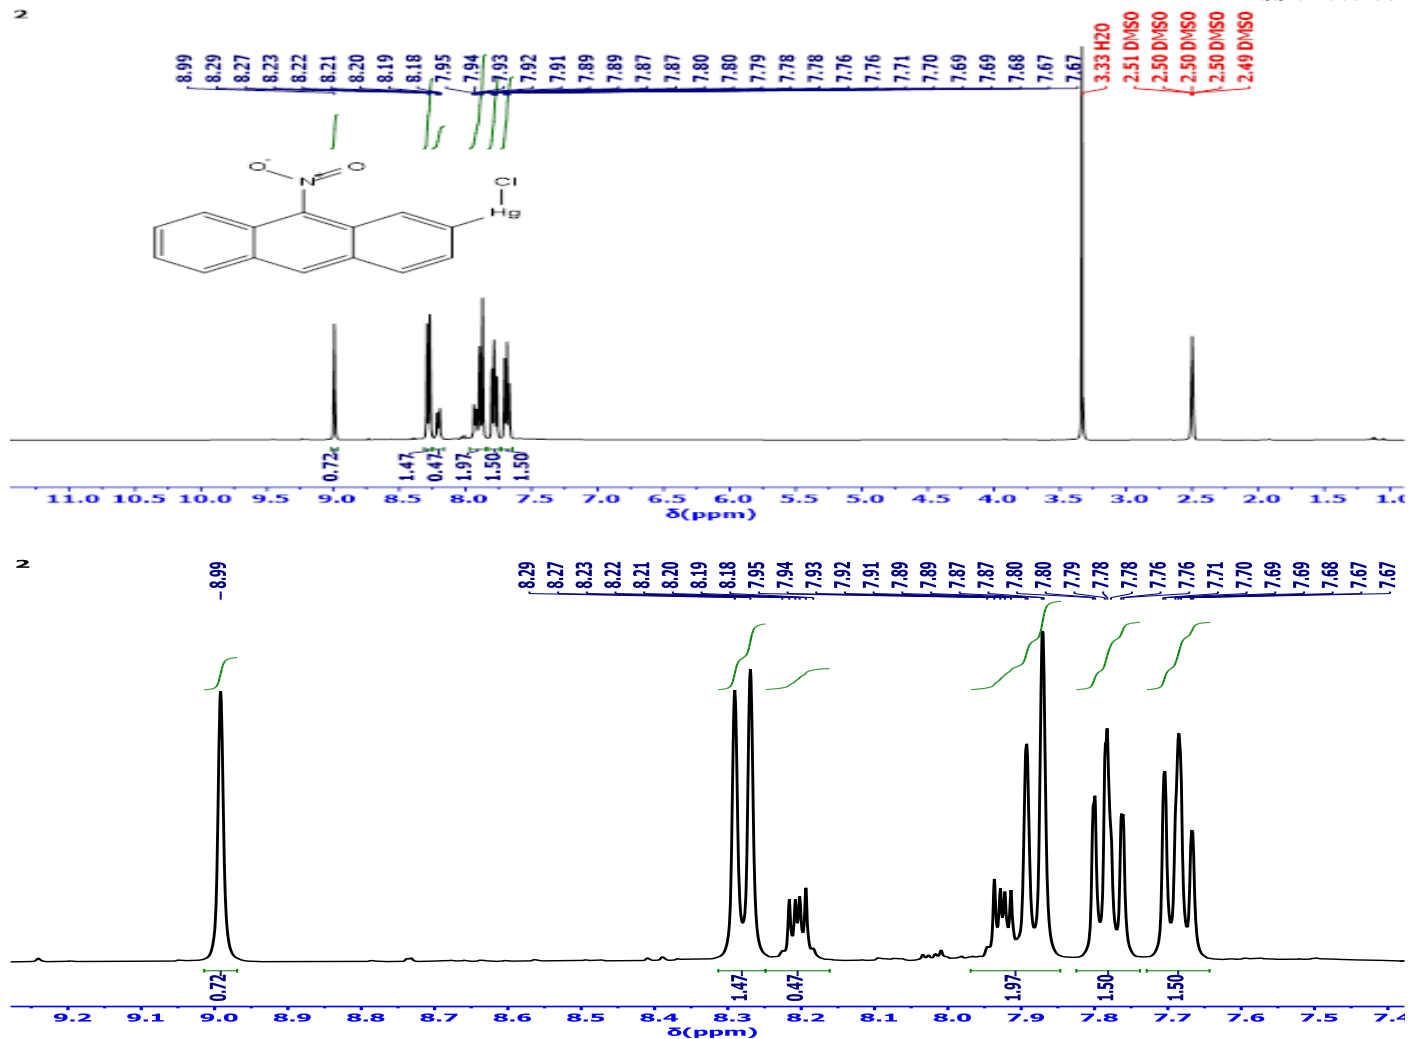 2
8.99 8.29 8.27 8.23 8.22 8.21 8.20 8.19 8.18 7.95 7.94 7.93 7.92 7.91 7.89 7.89 7.87 7.87 7.80 7.80 7.79 7.78 7.78 7.76 7.76 7.71 7.70 7.69 7.69 7.68 7.67 7.67 3.33 H2O 2.51 DMSO 2.50 DMSO 2.50 DMSO 2.50 DMSO 2.49 DMSO
O- N+ O
Cl
Hg
0.72 1.47 0.47 1.97 1.50 1.50
11.0 10.5 10.0 9.5 9.0 8.5 8.0 7.5 7.0 6.5 6.0 5.5 5.0 4.5 4.0 3.5 3.0 2.5 2.0 1.5 1.0
δ(ppm)
2
8.99 8.29 8.27 8.23 8.22 8.21 8.20 8.19 8.18 7.95 7.94 7.93 7.92 7.91 7.89 7.89 7.87 7.87 7.80 7.80 7.79 7.78 7.78 7.76 7.76 7.71 7.70 7.69 7.69 7.68 7.67 7.67
0.72 1.47 0.47 1.97 1.50 1.50
9.2 9.1 9.0 8.9 8.8 8.7 8.6 8.5 8.4 8.3 8.2 8.1 8.0 7.9 7.8 7.7 7.6 7.5 7.4
δ(ppm)